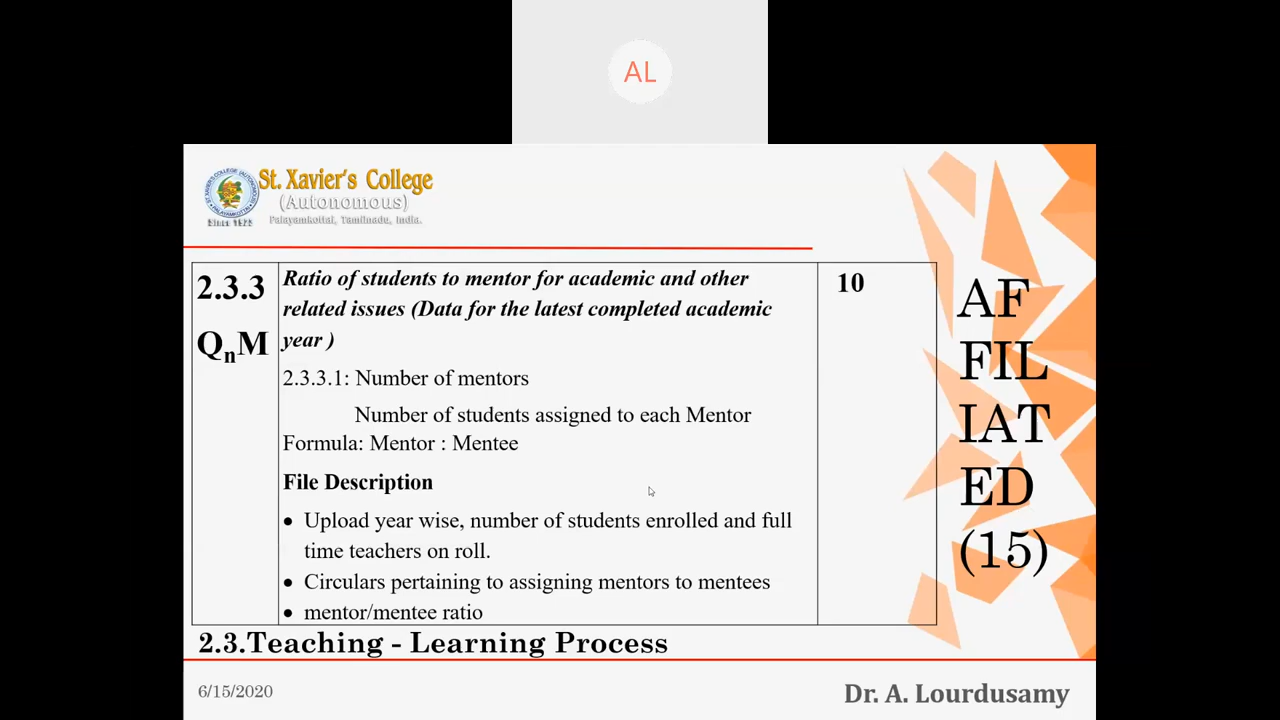 AL
St. Xavier's College
(Autonomous)
Palayamkottai, Tamilnadu, India.
Since 1923
2.3.3
QnM
Ratio of students to mentor for academic and other
related issues (Data for the latest completed academic
year )
2.3.3.1: Number of mentors
Number of students assigned to each Mentor
Formula: Mentor : Mentee
File Description
• Upload year wise, number of students enrolled and full
time teachers on roll.
• Circulars pertaining to assigning mentors to mentees
• mentor/mentee ratio
10
AF
FIL
IAT
ED
(15)
2.3.Teaching - Learning Process
6/15/2020
Dr. A. Lourdusamy